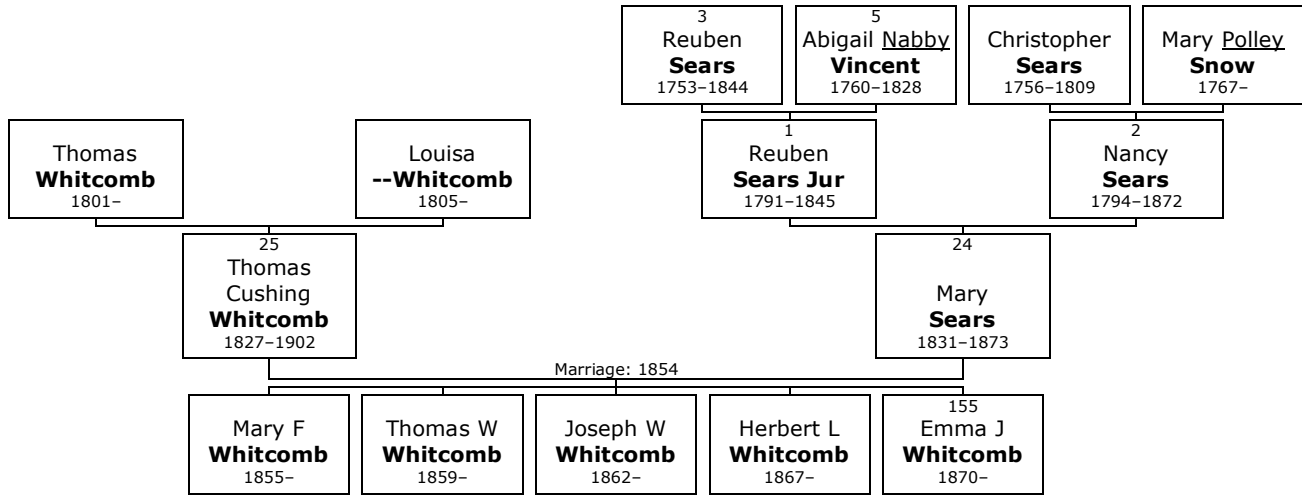 3
Reuben
Sears
1753–1844
5
Abigail Nabby
Vincent
1760–1828
Christopher
Sears
1756–1809
Mary Polley
Snow
1767–
Thomas
Whitcomb
1801–
Louisa
--Whitcomb
1805–
1
Reuben
Sears Jur
1791–1845
2
Nancy
Sears
1794–1872
25
Thomas
Cushing
Whitcomb
1827–1902
24
Mary
Sears
1831–1873
Marriage: 1854
Mary F
Whitcomb
1855–
Thomas W
Whitcomb
1859–
Joseph W
Whitcomb
1862–
Herbert L
Whitcomb
1867–
155
Emma J
Whitcomb
1870–